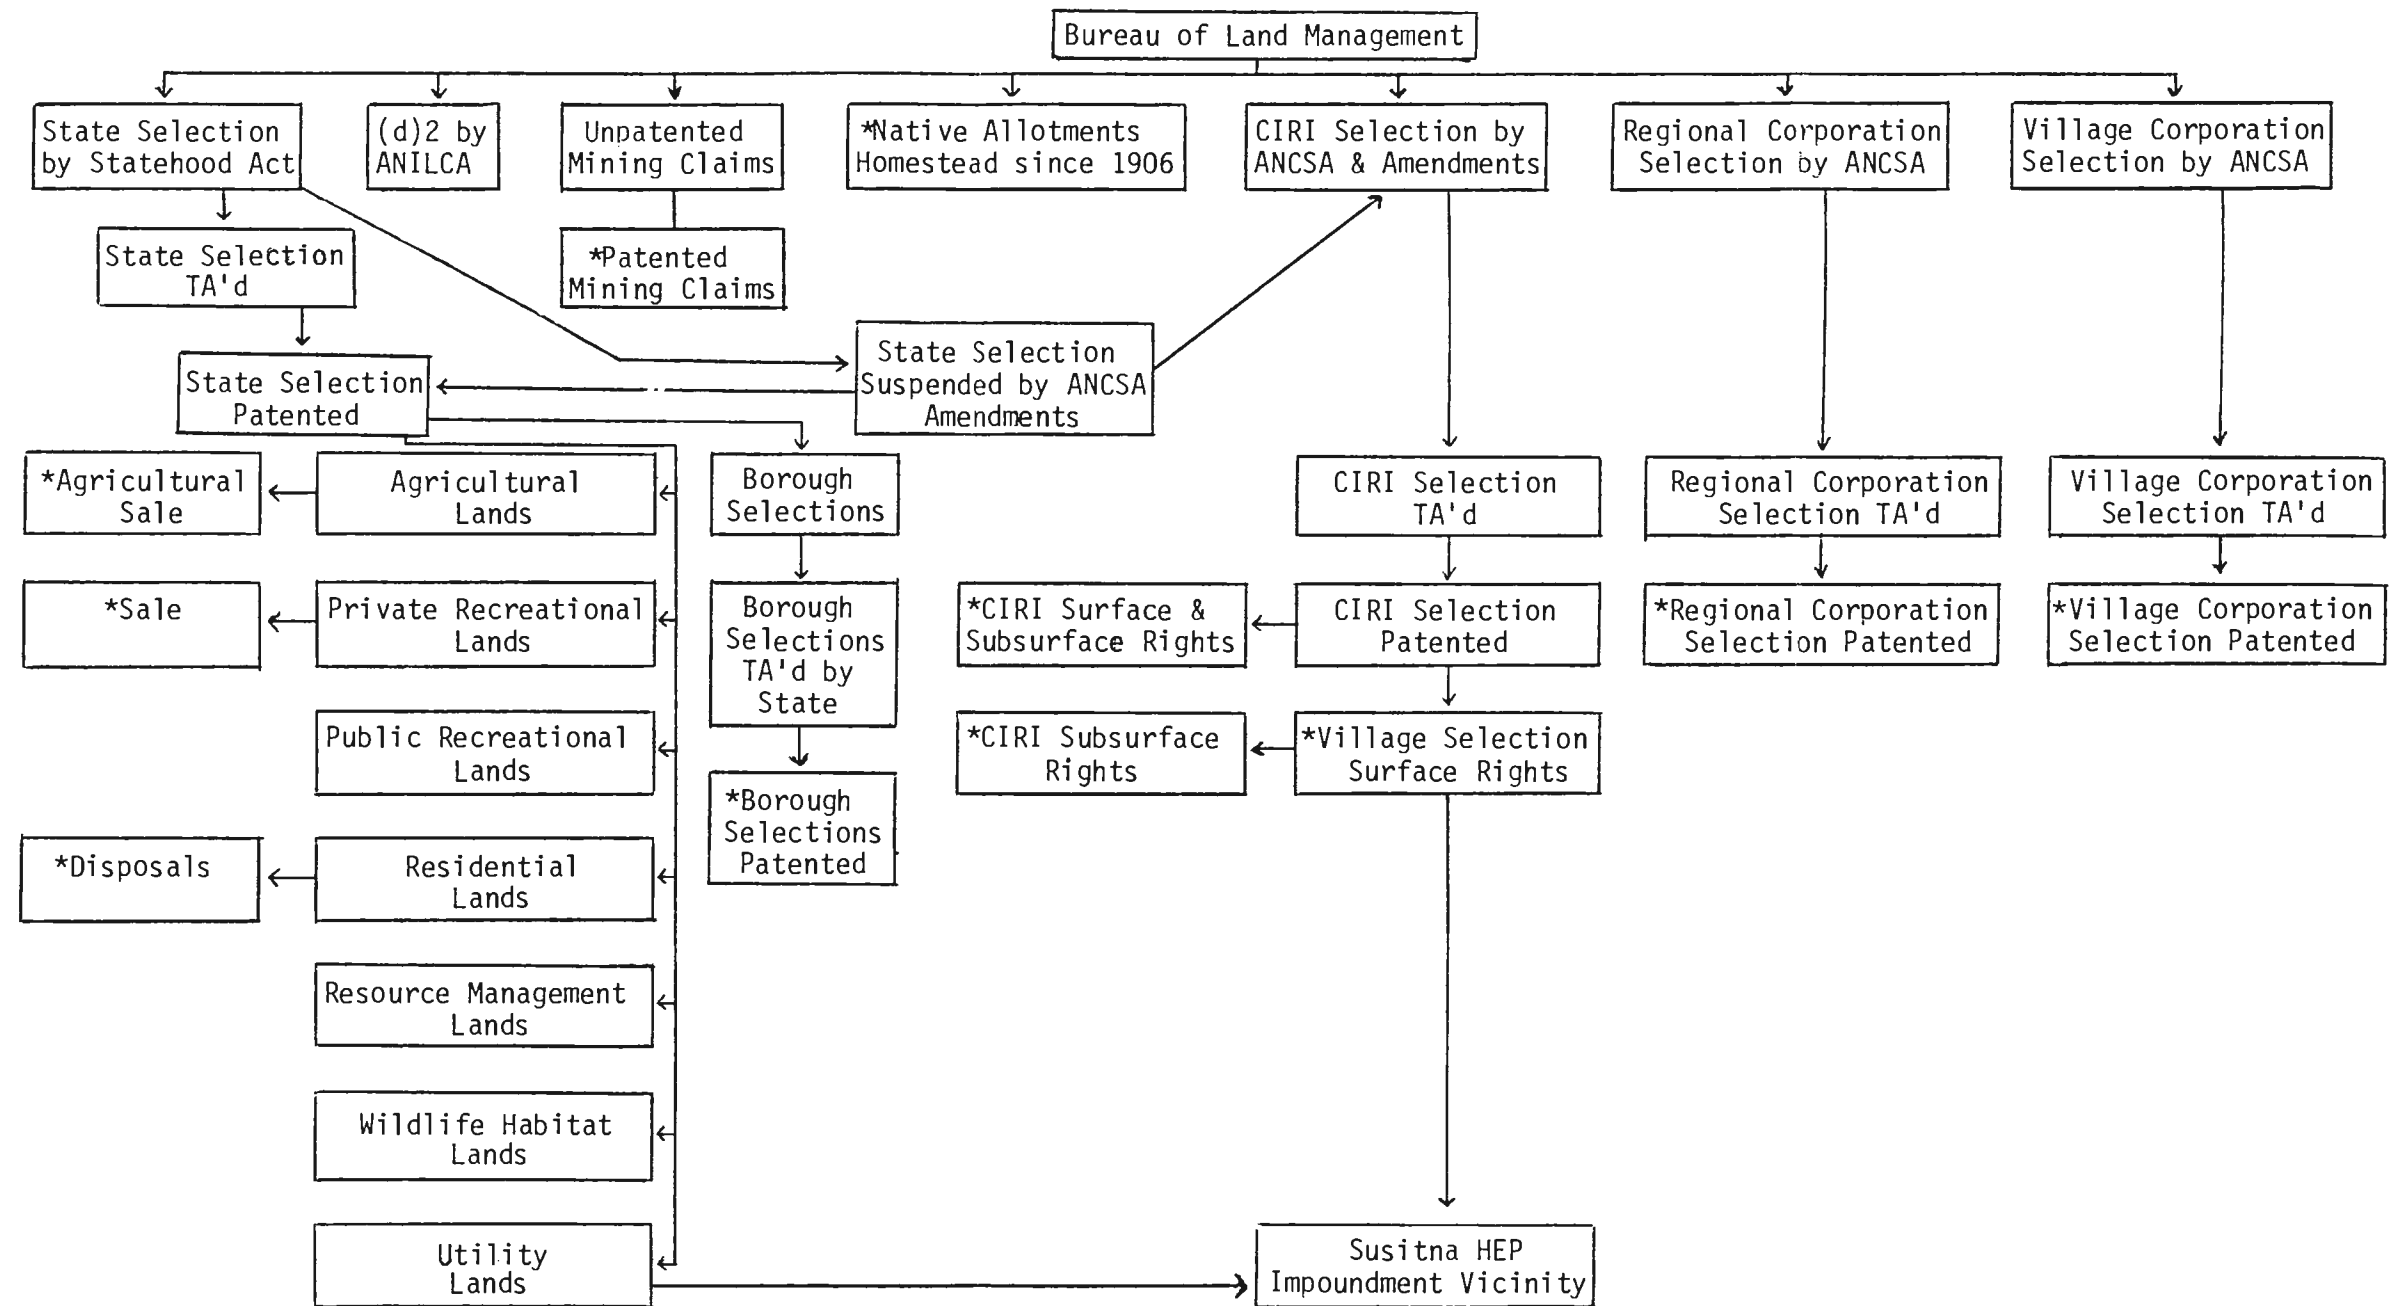 Bureau of Land Management
State Selection
by Statehood Act
(d)2 by
ANILCA
Unpatented
Mining Claims
*Native Allotments
Homestead since 1906
CIRI Selection by
ANCSA & Amendments
Regional Corporation
Selection by ANCSA
Village Corporation
Selection by ANCSA
State Selection
TA'd
*Patented
Mining Claims
State Selection
Patented
State Selection
Suspended by ANCSA
Amendments
*Agricultural
Sale
Agricultural
Lands
Borough
Selections
CIRI Selection
TA'd
Regional Corporation
Selection TA'd
Village Corporation
Selection TA'd
*Sale
Private Recreational
Lands
Borough
Selections
TA'd by
State
*CIRI Surface &
Subsurface Rights
CIRI Selection
Patented
*Regional Corporation
Selection Patented
*Village Corporation
Selection Patented
Public Recreational
Lands
*CIRI Subsurface
Rights
*Village Selection
Surface Rights
*Borough
Selections
Patented
*Disposals
Residential
Lands
Resource Management
Lands
Wildlife Habitat
Lands
Utility
Lands
Susitna HEP
Impoundment Vicinity